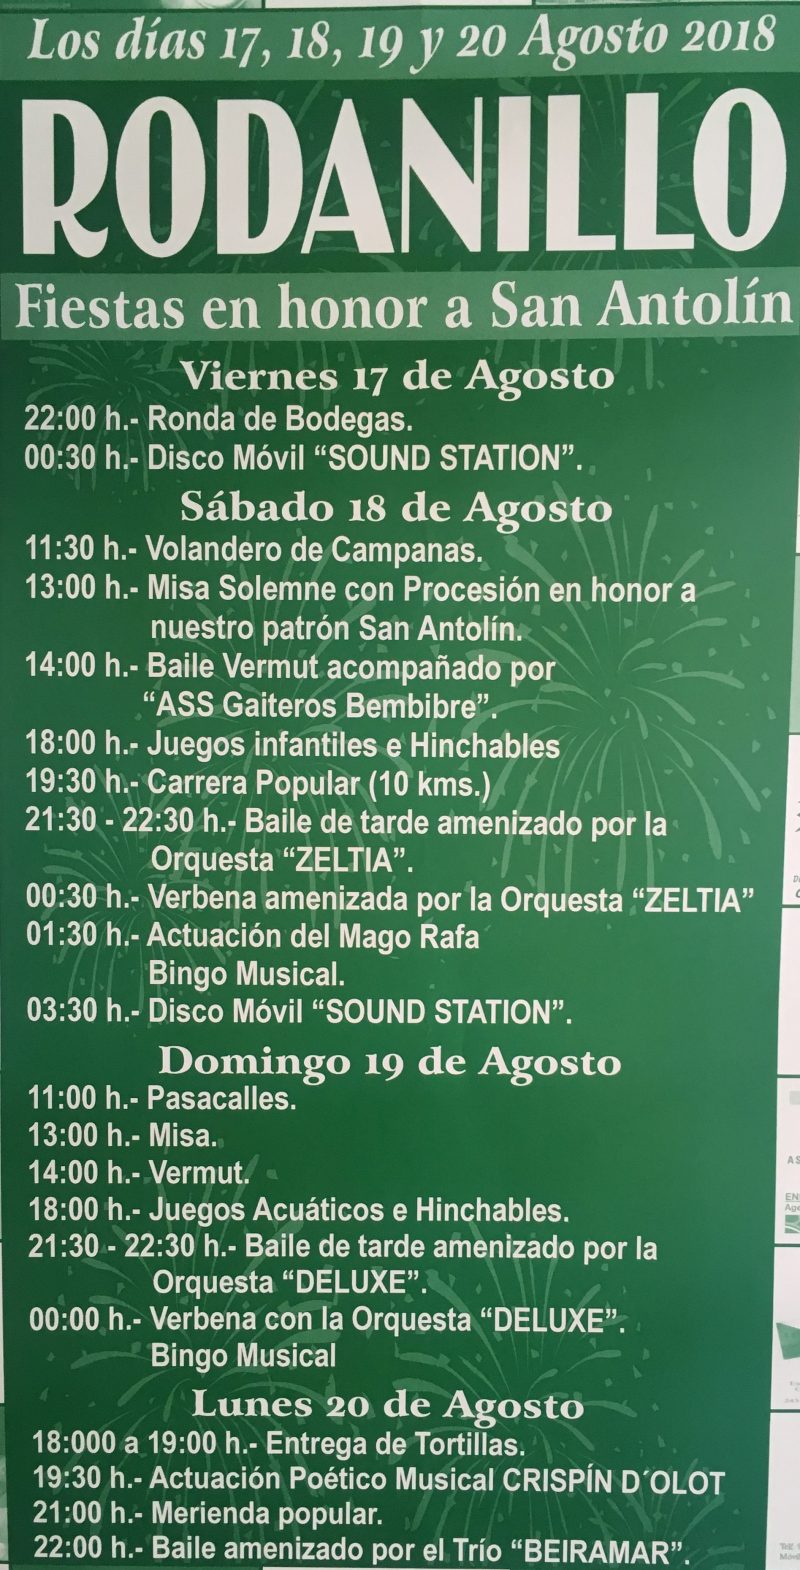 Los días 17, 18, 19 y 20 Agosto 2018
RODANILLO
Fiestas en honor a San Antolín
Viernes 17 de Agosto
22:00 h.- Ronda de Bodegas.
00:30 h.- Disco Móvil “SOUND STATION”.
Sábado 18 de Agosto
11:30 h.- Volandero de Campanas.
13:00 h.- Misa Solemne con Procesión en honor a
nuestro patrón San Antolín.
14:00 h.- Baile Vermut acompañado por
“ASS Gaiteros Bembibre”.
18:00 h.- Juegos infantiles e Hinchables
19:30 h.- Carrera Popular (10 kms.)
21:30 - 22:30 h.- Baile de tarde amenizado por la
Orquesta “ZELTIA”.
00:30 h.- Verbena amenizada por la Orquesta “ZELTIA”
01:30 h.- Actuación del Mago Rafa
Bingo Musical.
03:30 h.- Disco Móvil “SOUND STATION”.
Domingo 19 de Agosto
11:00 h.- Pasacalles.
13:00 h.- Misa.
14:00 h.- Vermut.
18:00 h.- Juegos Acuáticos e Hinchables.
21:30 - 22:30 h.- Baile de tarde amenizado por la
Orquesta “DELUXE”.
00:00 h.- Verbena con la Orquesta “DELUXE”.
Bingo Musical
Lunes 20 de Agosto
18:000 a 19:00 h.- Entrega de Tortillas.
19:30 h.- Actuación Poético Musical CRISPÍN D´OLOT
21:00 h.- Merienda popular.
22:00 h.- Baile amenizado por el Trío “BEIRAMAR”.